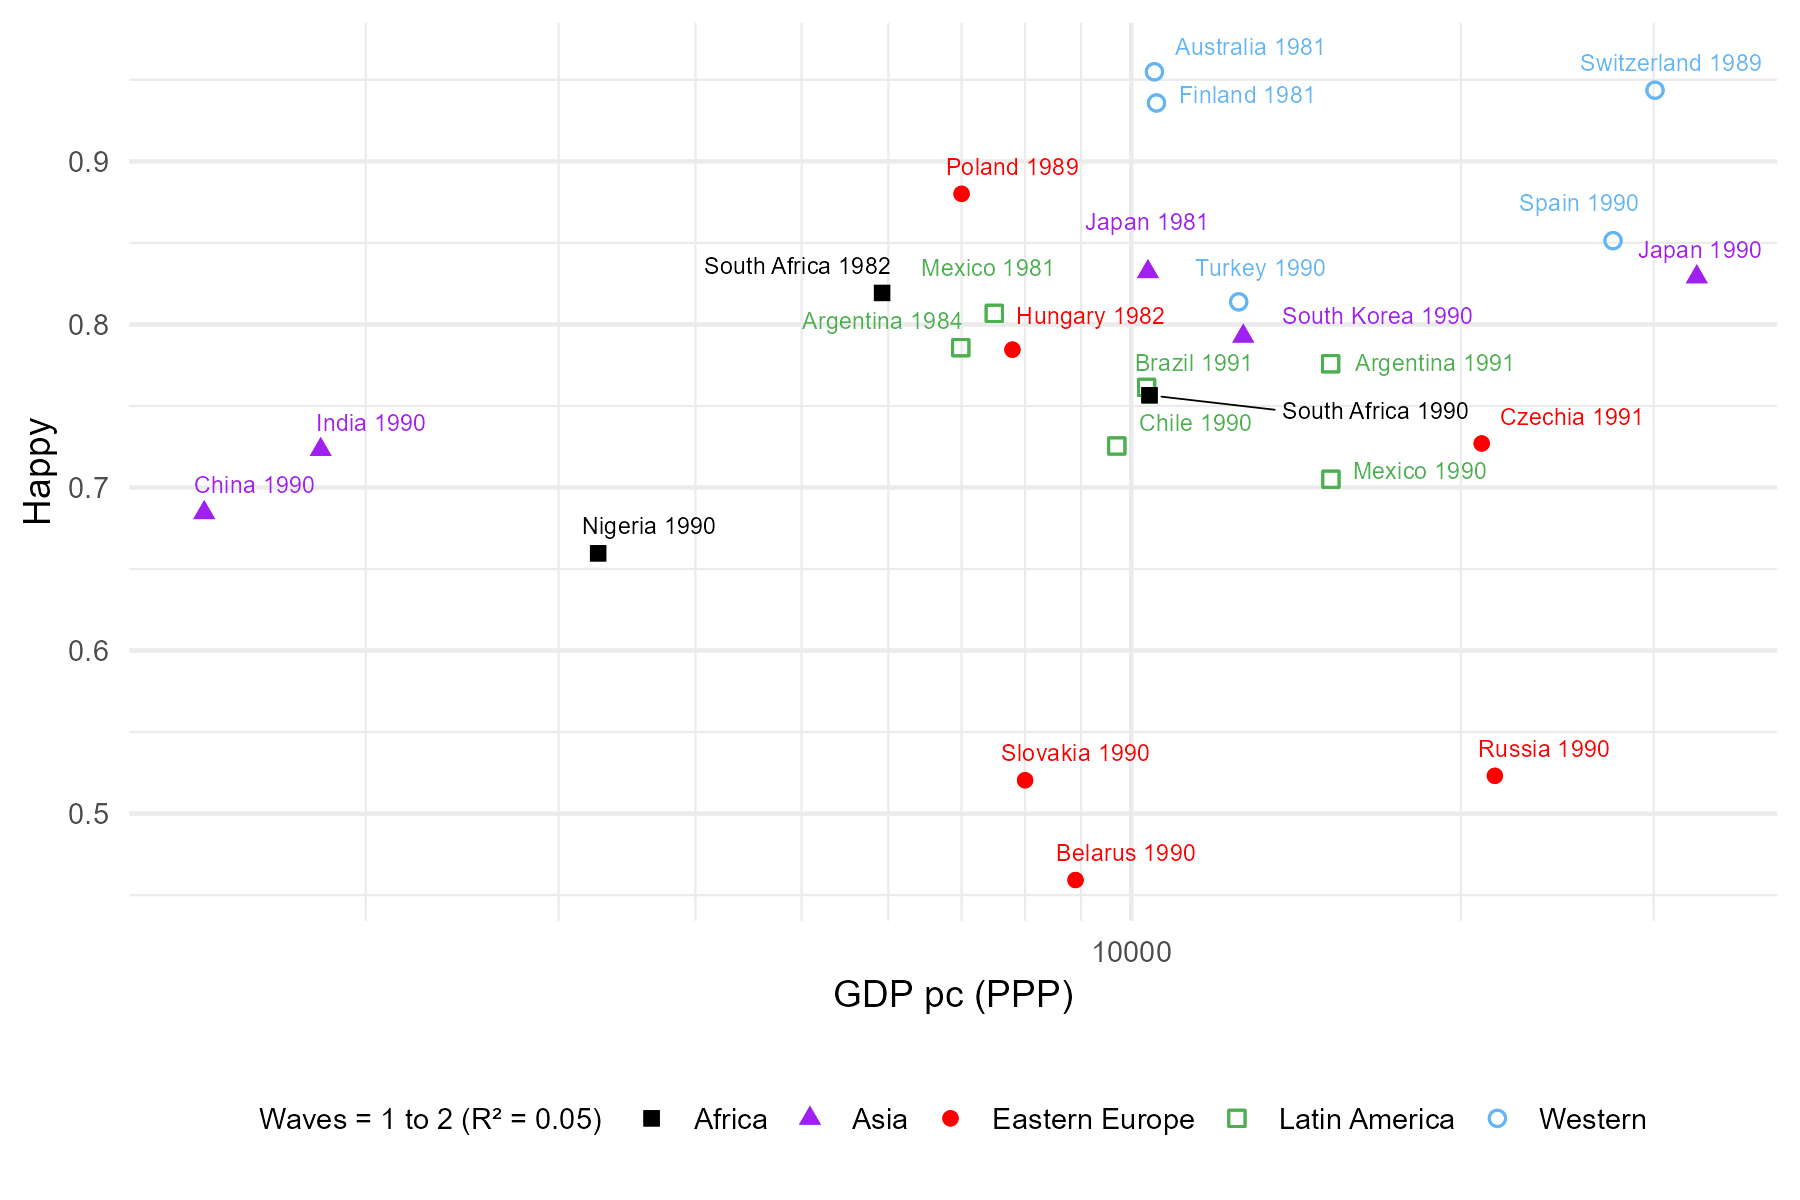 Australia 1981
Switzerland 1989
Finland 1981
0.9
Poland 1989
Spain 1990
Japan 1981
Japan 1990
South Africa 1982
Mexico 1981
Turkey 1990
0.8
Argentina 1984
Hungary 1982
South Korea 1990
Brazil 1991
Argentina 1991
South Africa 1990
Czechia 1991
India 1990
Chile 1990
Mexico 1990
0.7
China 1990
Happy
Nigeria 1990
0.6
Slovakia 1990
Russia 1990
0.5
Belarus 1990
10000
GDP pc (PPP)
Waves = 1 to 2 (R² = 0.05) Africa Asia Eastern Europe Latin America Western